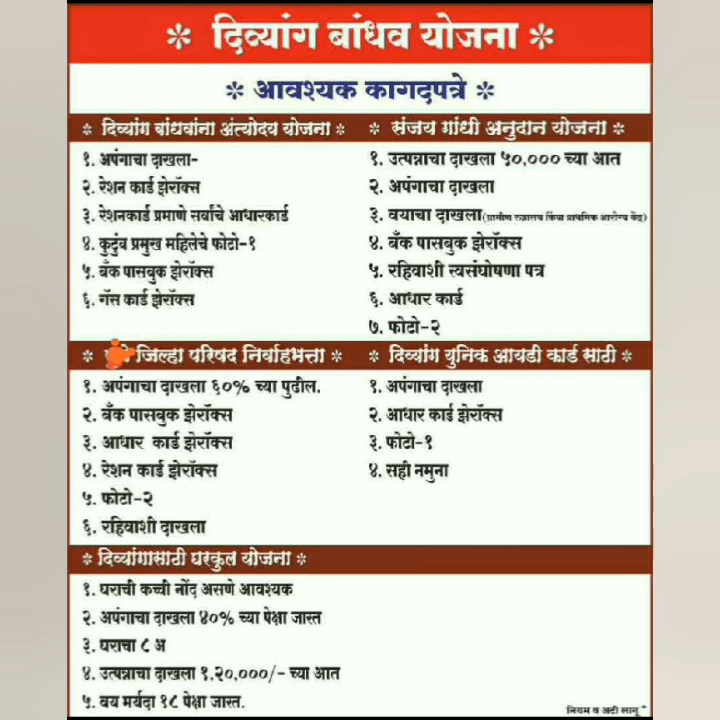 ❊ दिव्यांग बांधव योजना ❊
❊ आवश्यक कागदपत्रे ❊
❊ दिव्यांग बांधवांना अंत्योदय योजना ❊
१. अपंगाचा दाखला-
२. रेशन कार्ड झेरॉक्स
३. रेशनकार्ड प्रमाणे सर्वांचे आधारकार्ड
४. कुटुंब प्रमुख महिलेचे फोटो-१
५. बँक पासबुक झेरॉक्स
६. गॅस कार्ड झेरॉक्स
❊ संजय गांधी अनुदान योजना ❊
१. उत्पन्नाचा दाखला ५०,००० च्या आत
२. अपंगाचा दाखला
३. वयाचा दाखला(ग्रामीण रुग्णालय किंवा प्राथमिक आरोग्य केंद्र)
४. बँक पासबुक झेरॉक्स
५. रहिवाशी स्वसंघोषणा पत्र
६. आधार कार्ड
७. फोटो-२
❊ जिल्हा परिषद निर्वाहभत्ता ❊
१. अपंगाचा दाखला ६०% च्या पुढील.
२. बँक पासबुक झेरॉक्स
३. आधार कार्ड झेरॉक्स
४. रेशन कार्ड झेरॉक्स
५. फोटो-२
६. रहिवाशी दाखला
❊ दिव्यांग युनिक आयडी कार्ड साठी ❊
१. अपंगाचा दाखला
२. आधार कार्ड झेरॉक्स
३. फोटो-१
४. सही नमुना
❊ दिव्यांगासाठी घरकुल योजना ❊
१. घराची कच्ची नोंद असणे आवश्यक
२. अपंगाचा दाखला ४०% च्या पेक्षा जास्त
३. घराचा ८ अ
४. उत्पन्नाचा दाखला १,२०,०००/- च्या आत
५. वय मर्यदा १८ पेक्षा जास्त.
नियम व अटी लागू *